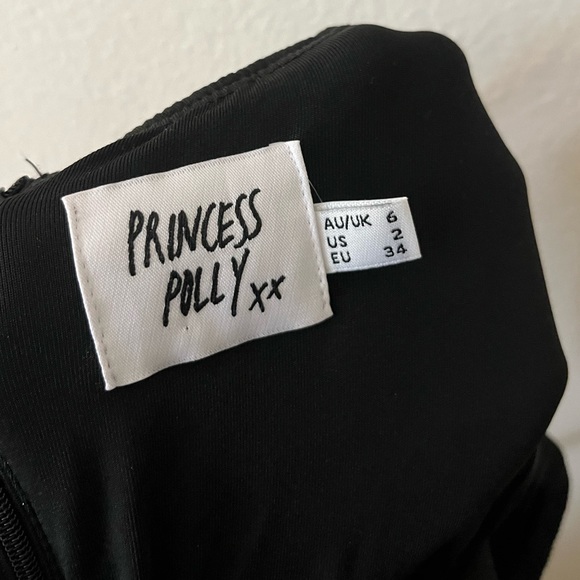 PRINCESS
POLLY xx
AU/UK 6
US 2
EU 34